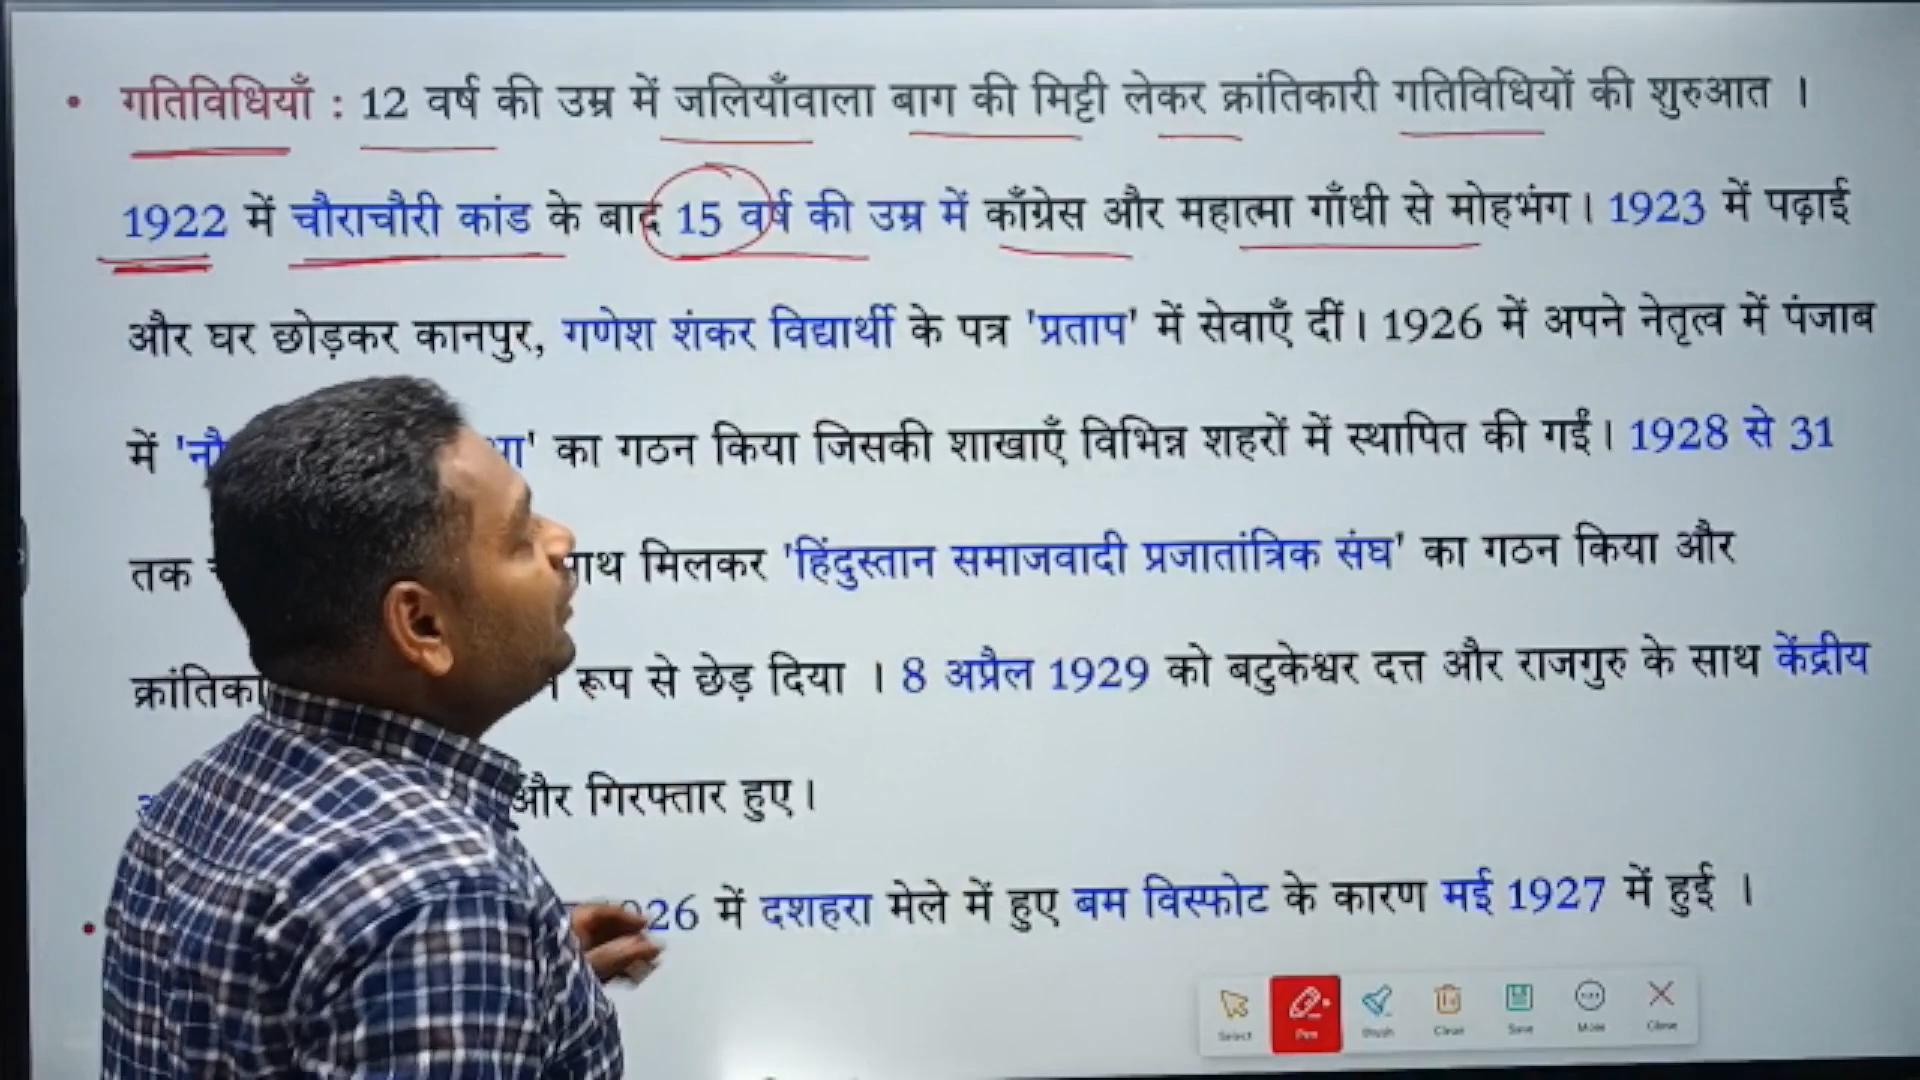 • गतिविधियाँ : 12 वर्ष की उम्र में जलियाँवाला बाग की मिट्टी लेकर क्रांतिकारी गतिविधियों की शुरुआत ।
1922 में चौराचौरी कांड के बाद 15 वर्ष की उम्र में काँग्रेस और महात्मा गाँधी से मोहभंग। 1923 में पढ़ाई
और घर छोड़कर कानपुर, गणेश शंकर विद्यार्थी के पत्र 'प्रताप' में सेवाएँ दीं। 1926 में अपने नेतृत्व में पंजाब
में का गठन किया जिसकी शाखाएँ विभिन्न शहरों में स्थापित की गईं। 1928 से 31
तक मिलकर 'हिंदुस्तान समाजवादी प्रजातांत्रिक संघ' का गठन किया और
रूप से छेड़ दिया । 8 अप्रैल 1929 को बटुकेश्वर दत्त और राजगुरु के साथ केंद्रीय
और गिरफ्तार हुए।
• में दशहरा मेले में हुए बम विस्फोट के कारण मई 1927 में हुई ।
Select Pen Brush Clean Save More Close